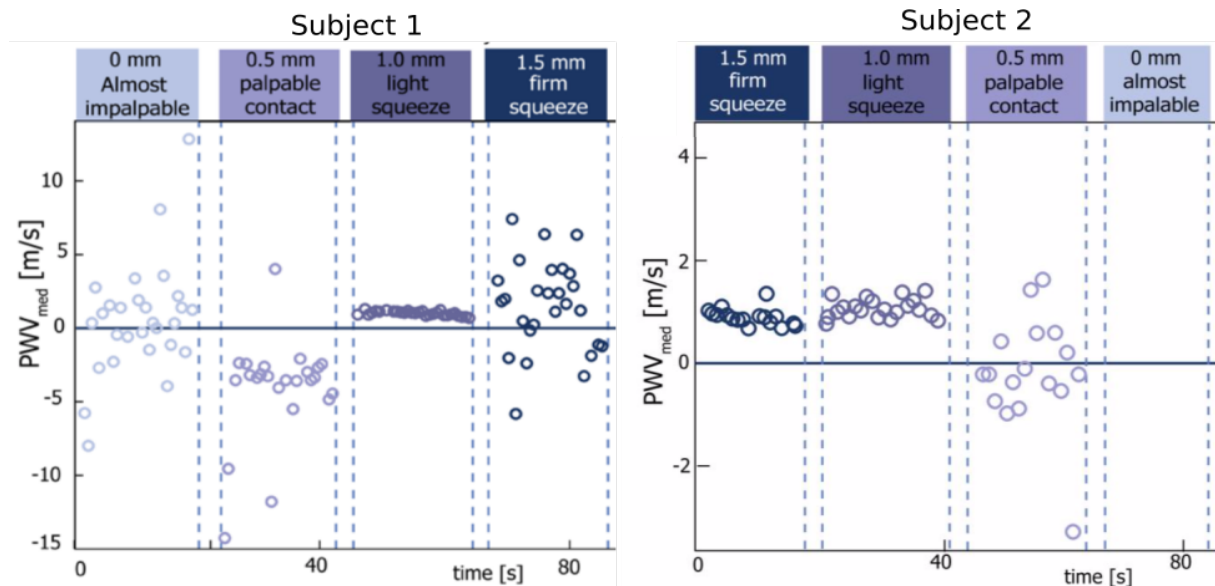 Subject 1
0 mm
Almost
impalpable
0.5 mm
palpable
contact
1.0 mm
light
squeeze
1.5 mm
firm
squeeze
PWVmed [m/s]
10
5
0
-5
-10
-15
0
40
80
time [s]
Subject 2
1.5 mm
firm
squeeze
1.0 mm
light
squeeze
0.5 mm
palpable
contact
0 mm
almost
impalable
PWVmed [m/s]
4
2
0
-2
0
40
80
time [s]